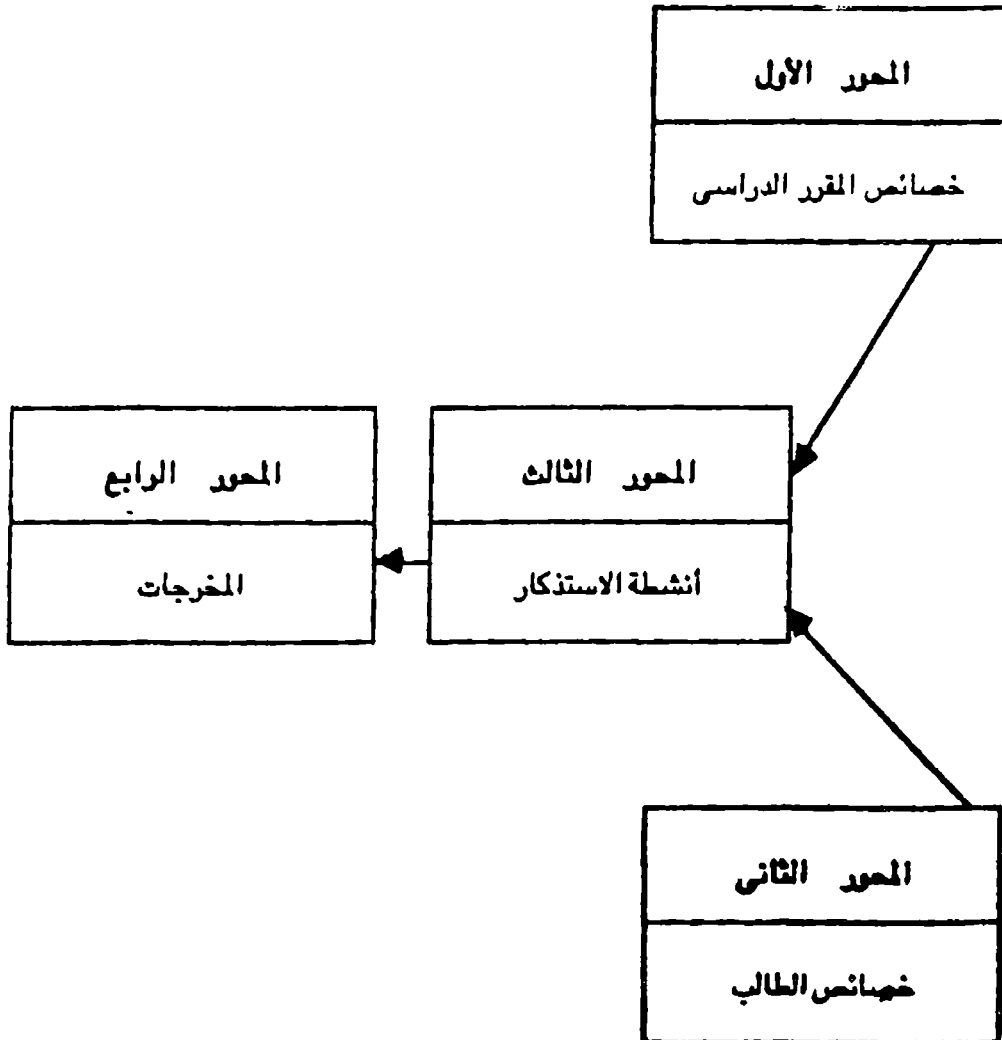 المحور الأول
خصائص المقرر الدراسى
المحور الثالث
أنشطة الاستذكار
المحور الرابع
المخرجات
المحور الثانى
خصائص الطالب